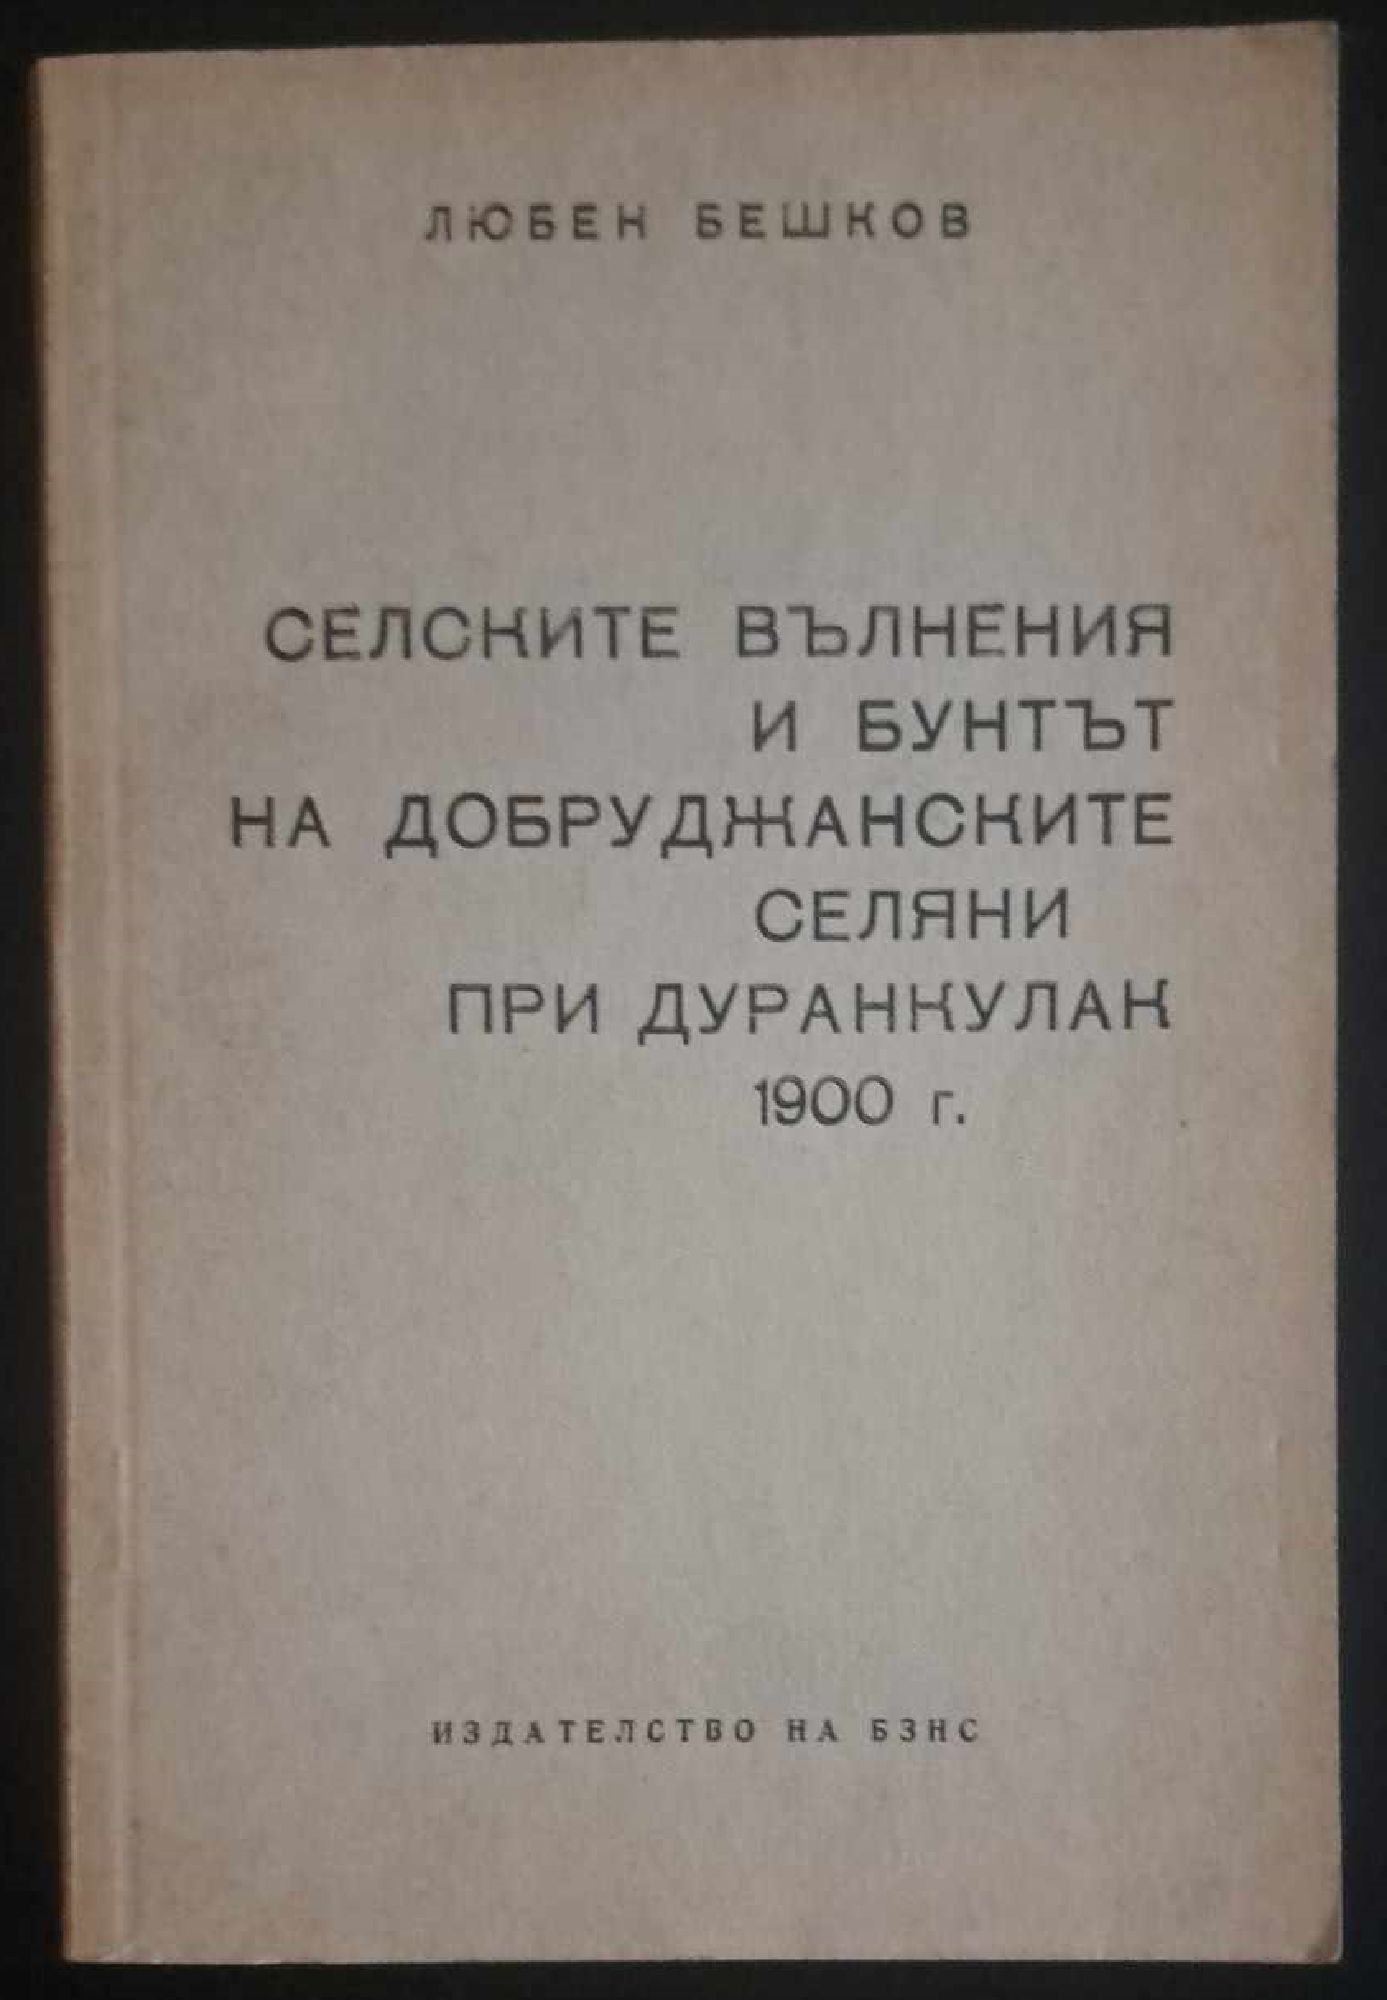 ЛЮБЕН БЕШКОВ
СЕЛСКИТЕ ВЪЛНЕНИЯ
И БУНТЪТ
НА ДОБРУДЖАНСКИТЕ
СЕЛЯНИ
ПРИ ДУРАНКУЛАК
1900 г.
ИЗДАТЕЛСТВО НА БЗНС